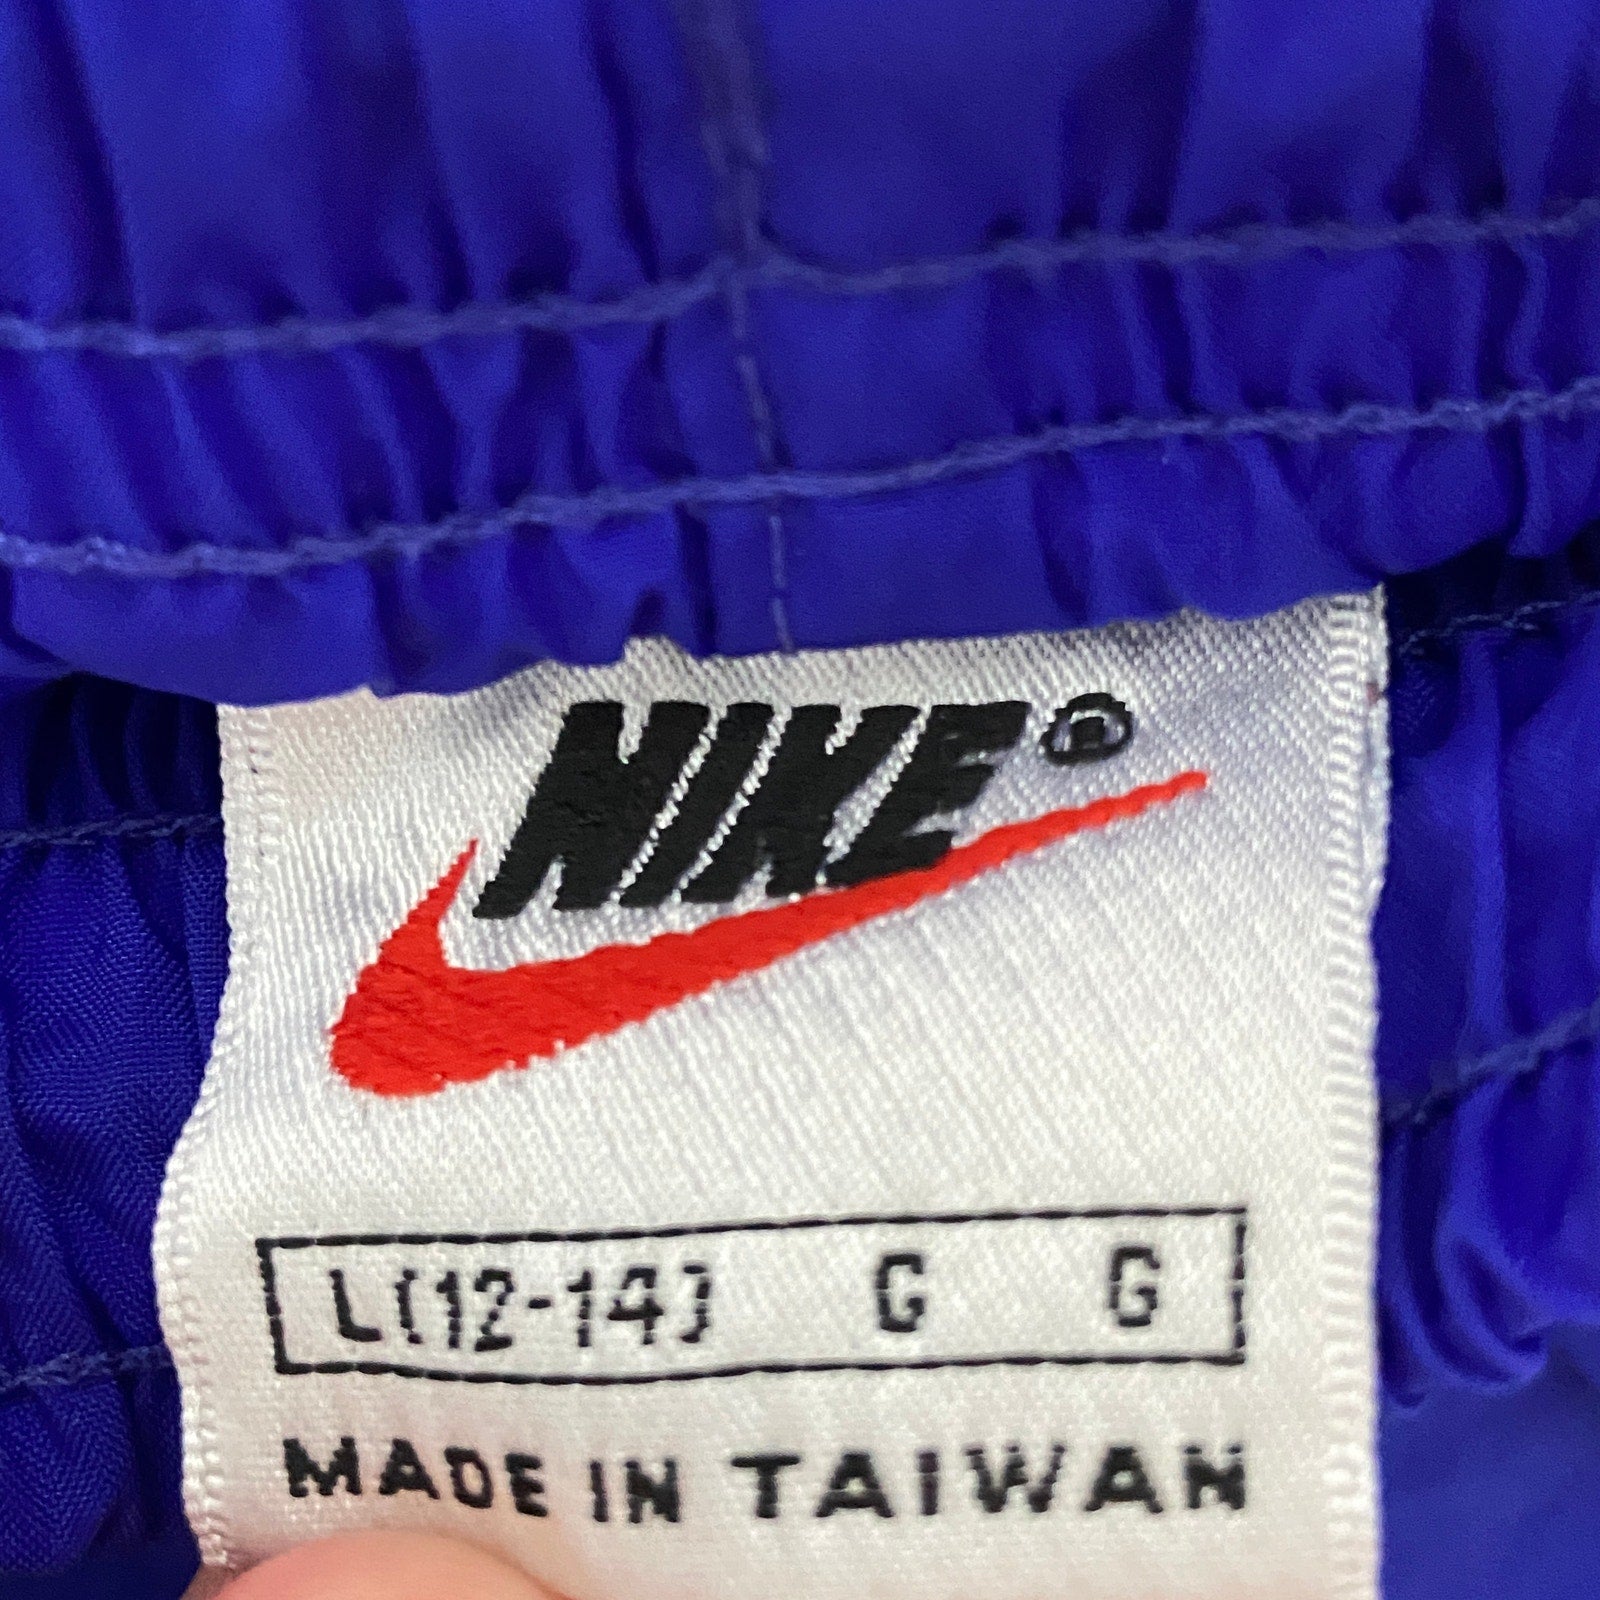 NIKE®
L(12-14) G G
MADE IN TAIWAN